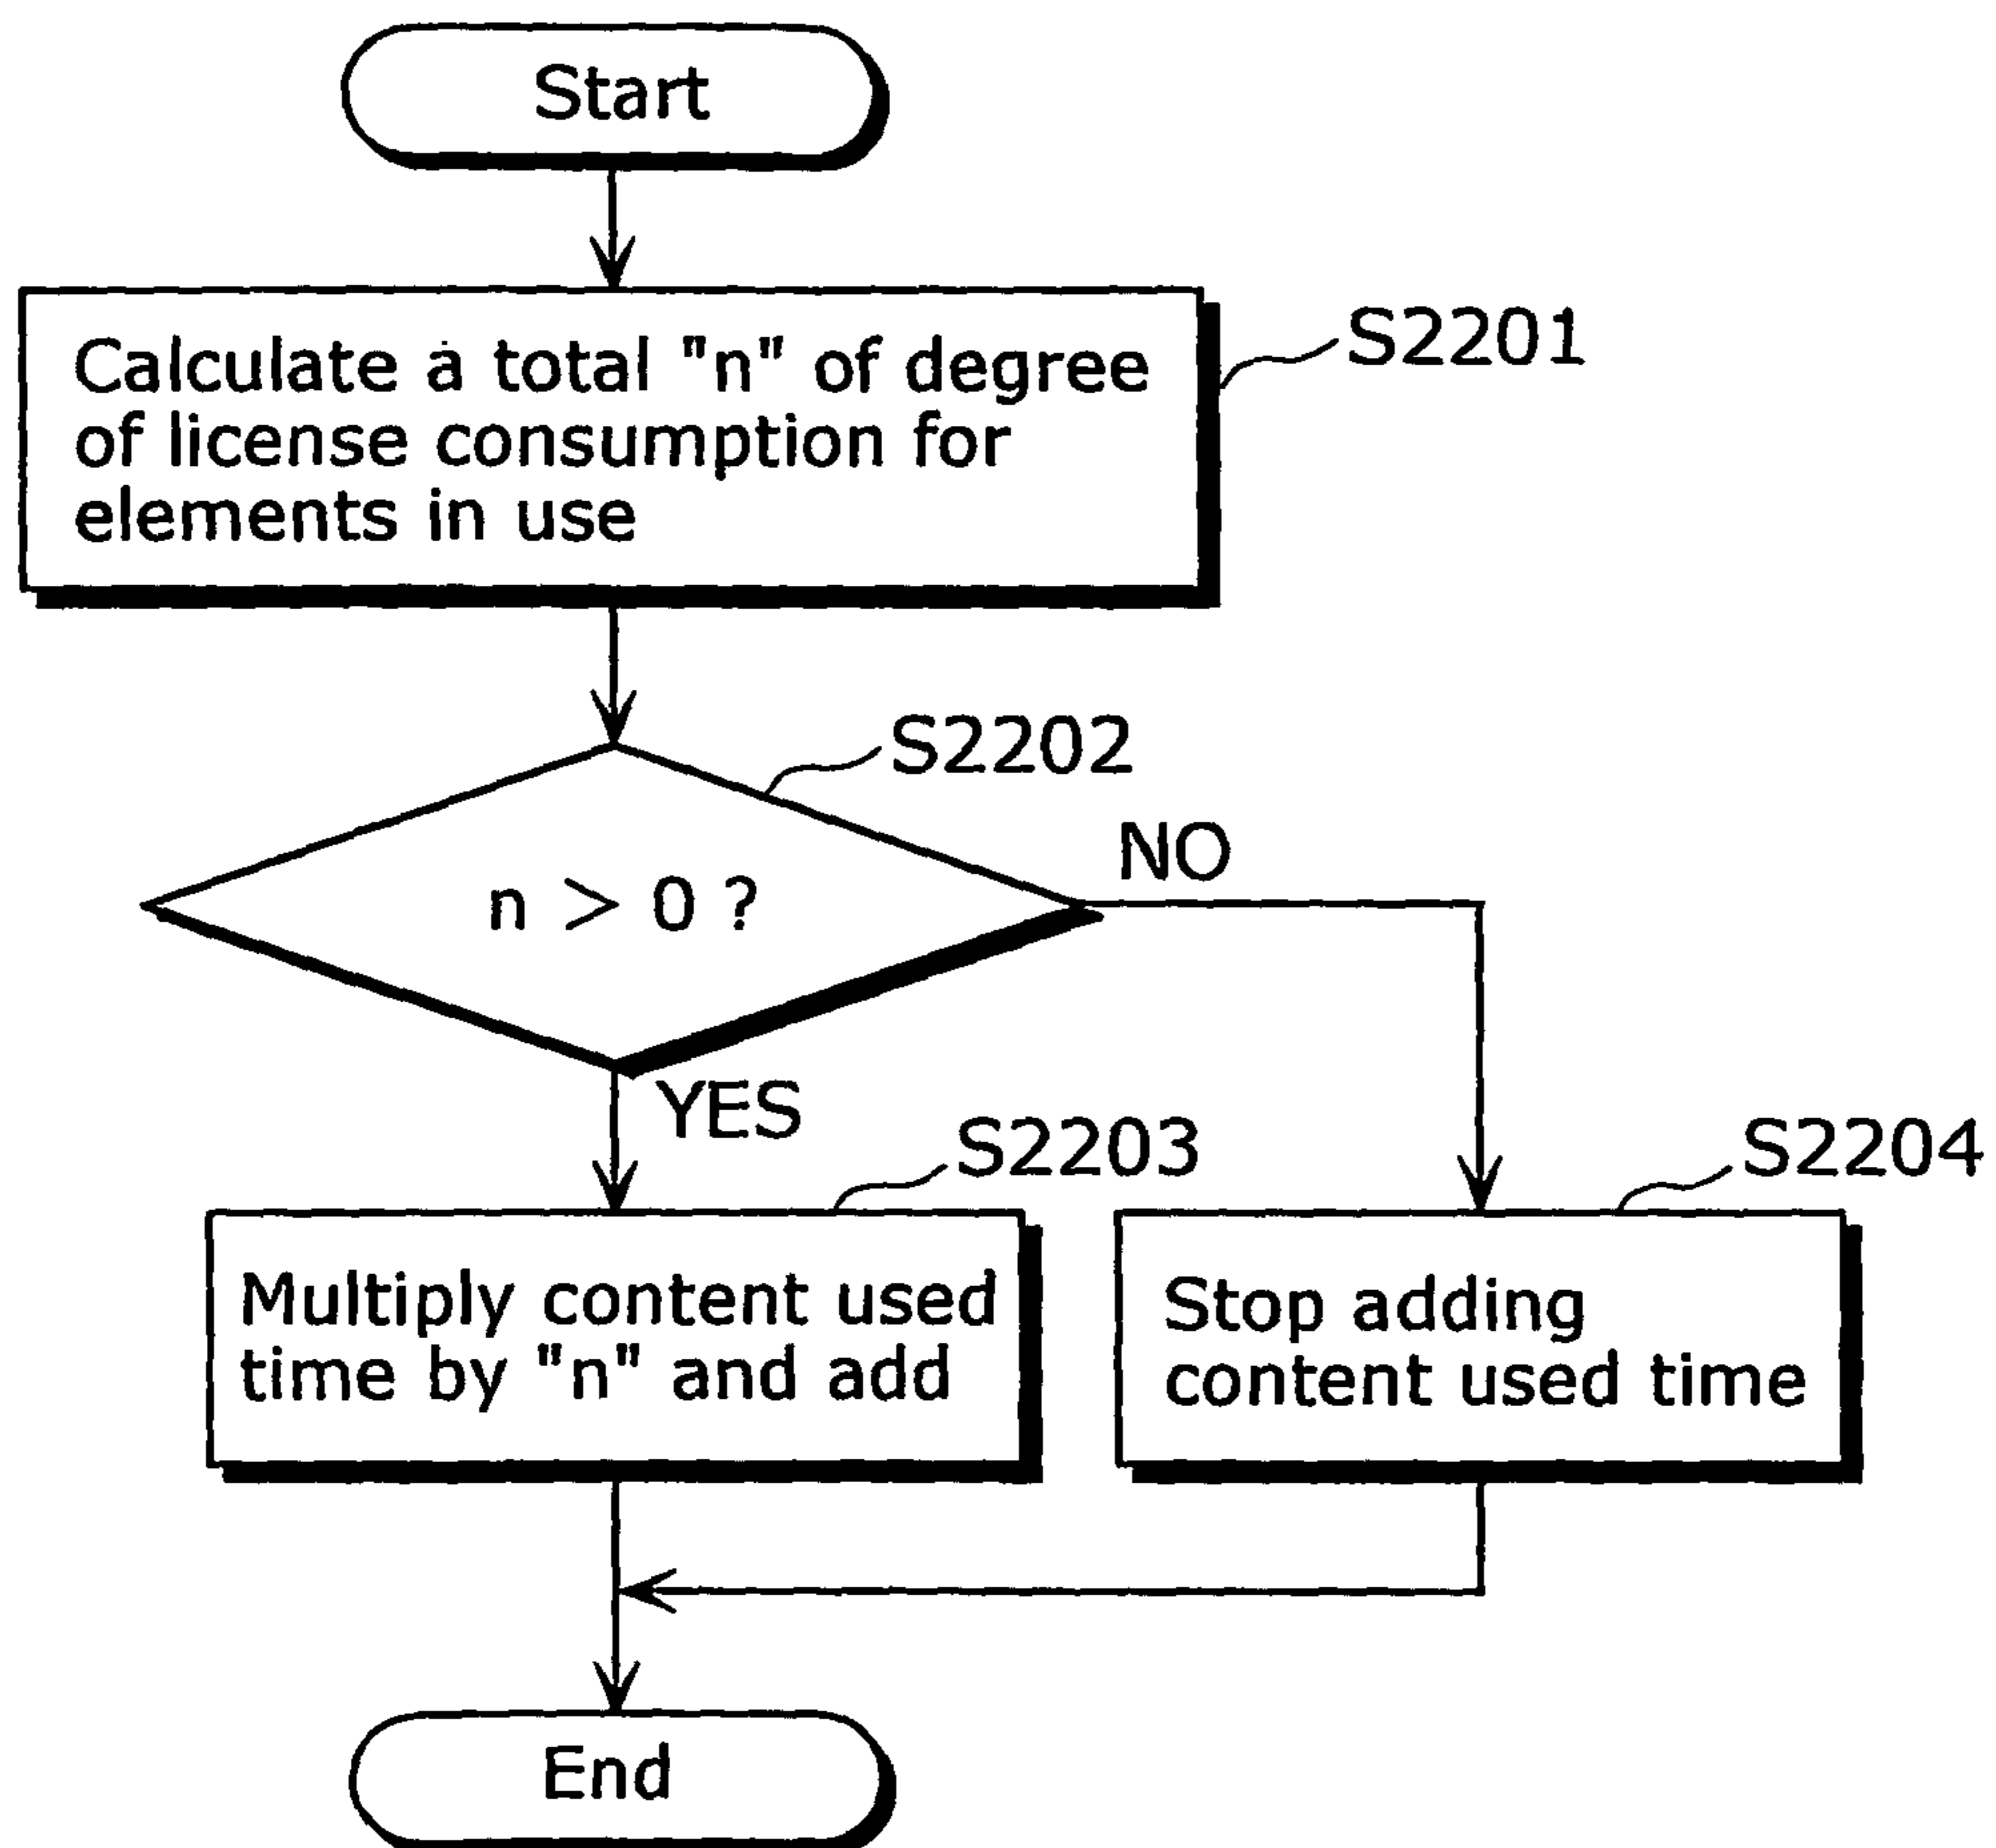 Start
Calculate a total "n" of degree
of license consumption for
elements in use
S2201
S2202
n > 0 ?
NO
YES
S2203
S2204
Multiply content used
time by "n" and add
Stop adding
content used time
End